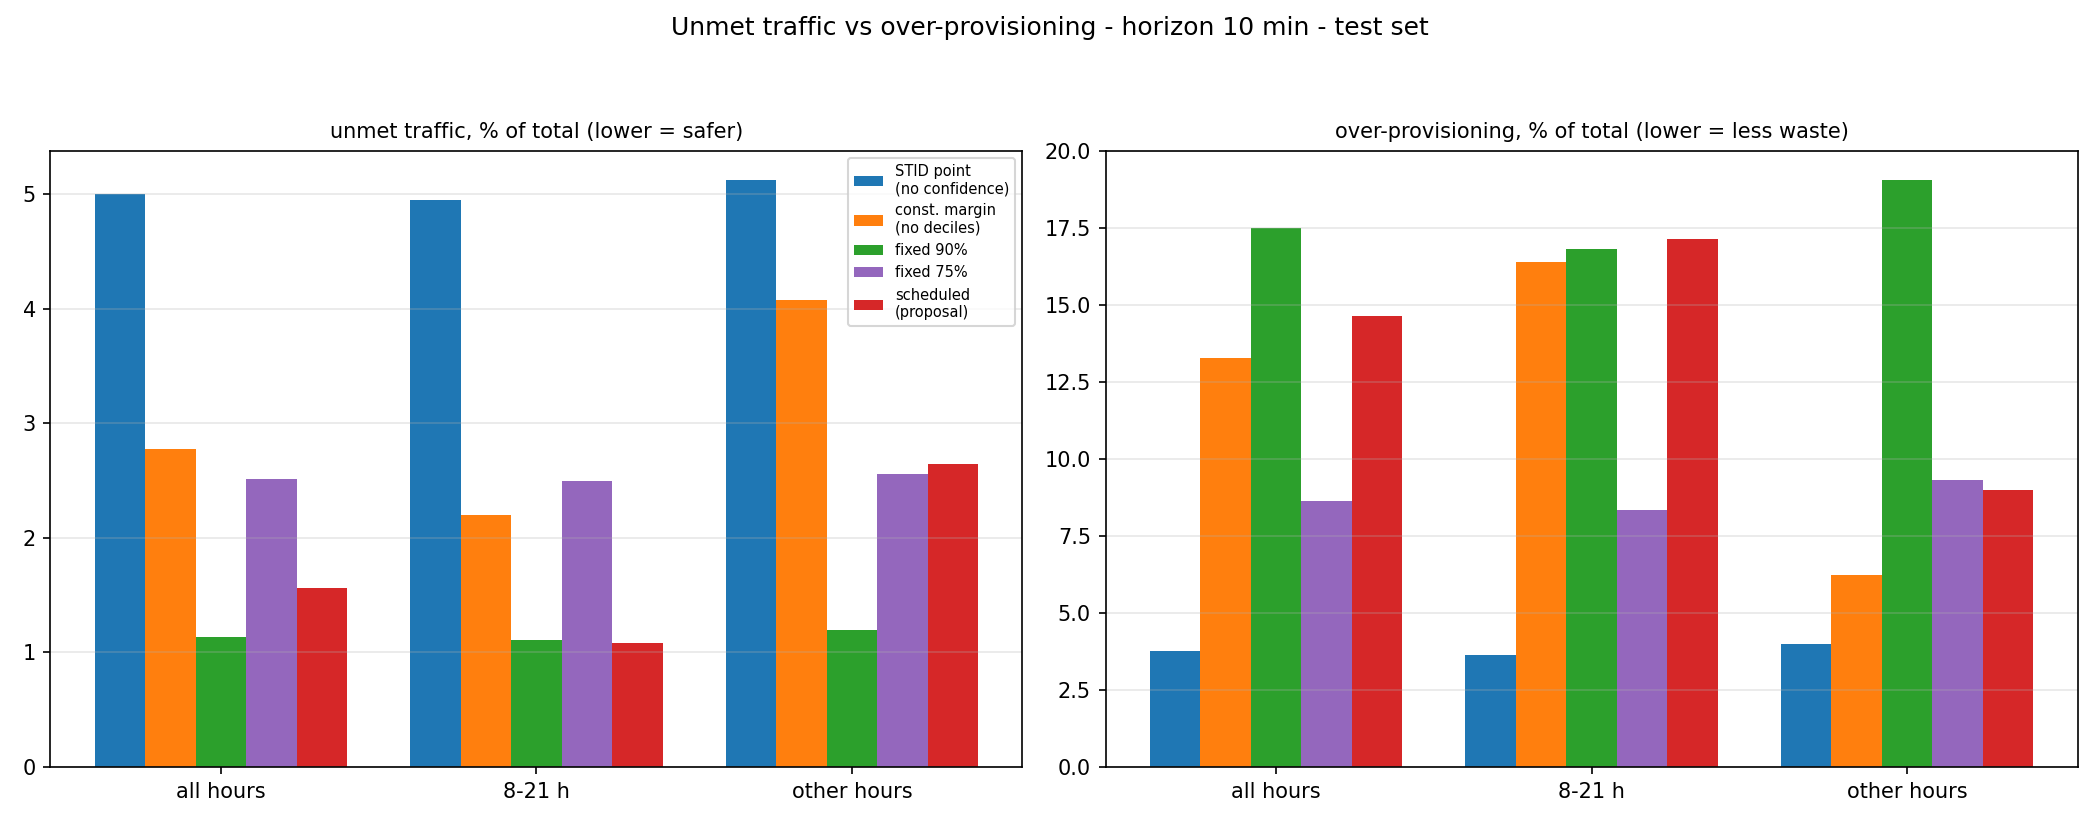 Unmet traffic vs over-provisioning - horizon 10 min - test set
unmet traffic, % of total (lower = safer)
5
4
3
2
1
0
STID point
(no confidence)
const. margin
(no deciles)
fixed 90%
fixed 75%
scheduled
(proposal)
all hours
8-21 h
other hours
over-provisioning, % of total (lower = less waste)
20.0
17.5
15.0
12.5
10.0
7.5
5.0
2.5
0.0
all hours
8-21 h
other hours